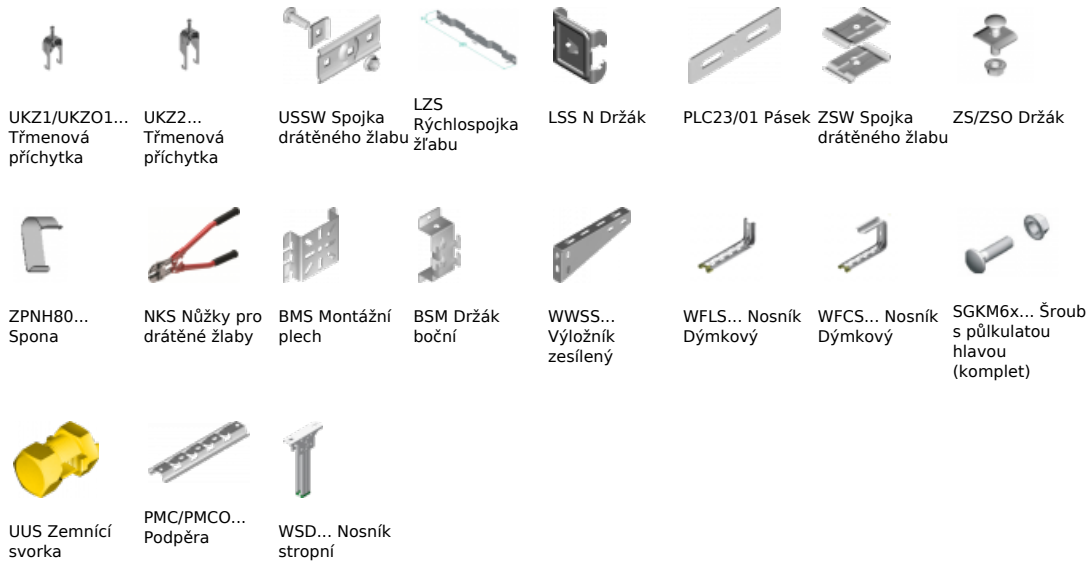 UKZ1/UKZO1...
Třmenová
příchytka
UKZ2...
Třmenová
příchytka
USSW Spojka
drátěného žlabu
LZS
Rýchlospojka
žľabu
LSS N Držák
PLC23/01 Pásek
ZSW Spojka
drátěného žlabu
ZS/ZSO Držák
ZPNH80...
Spona
NKS Nůžky pro
drátěné žlaby
BMS Montážní
plech
BSM Držák
boční
WWSS...
Výložník
zesílený
WFLS... Nosník
Dýmkový
WFCS... Nosník
Dýmkový
SGKM6x... Šroub
s půlkulatou
hlavou
(komplet)
UUS Zemnící
svorka
PMC/PMCO...
Podpěra
WSD... Nosník
stropní